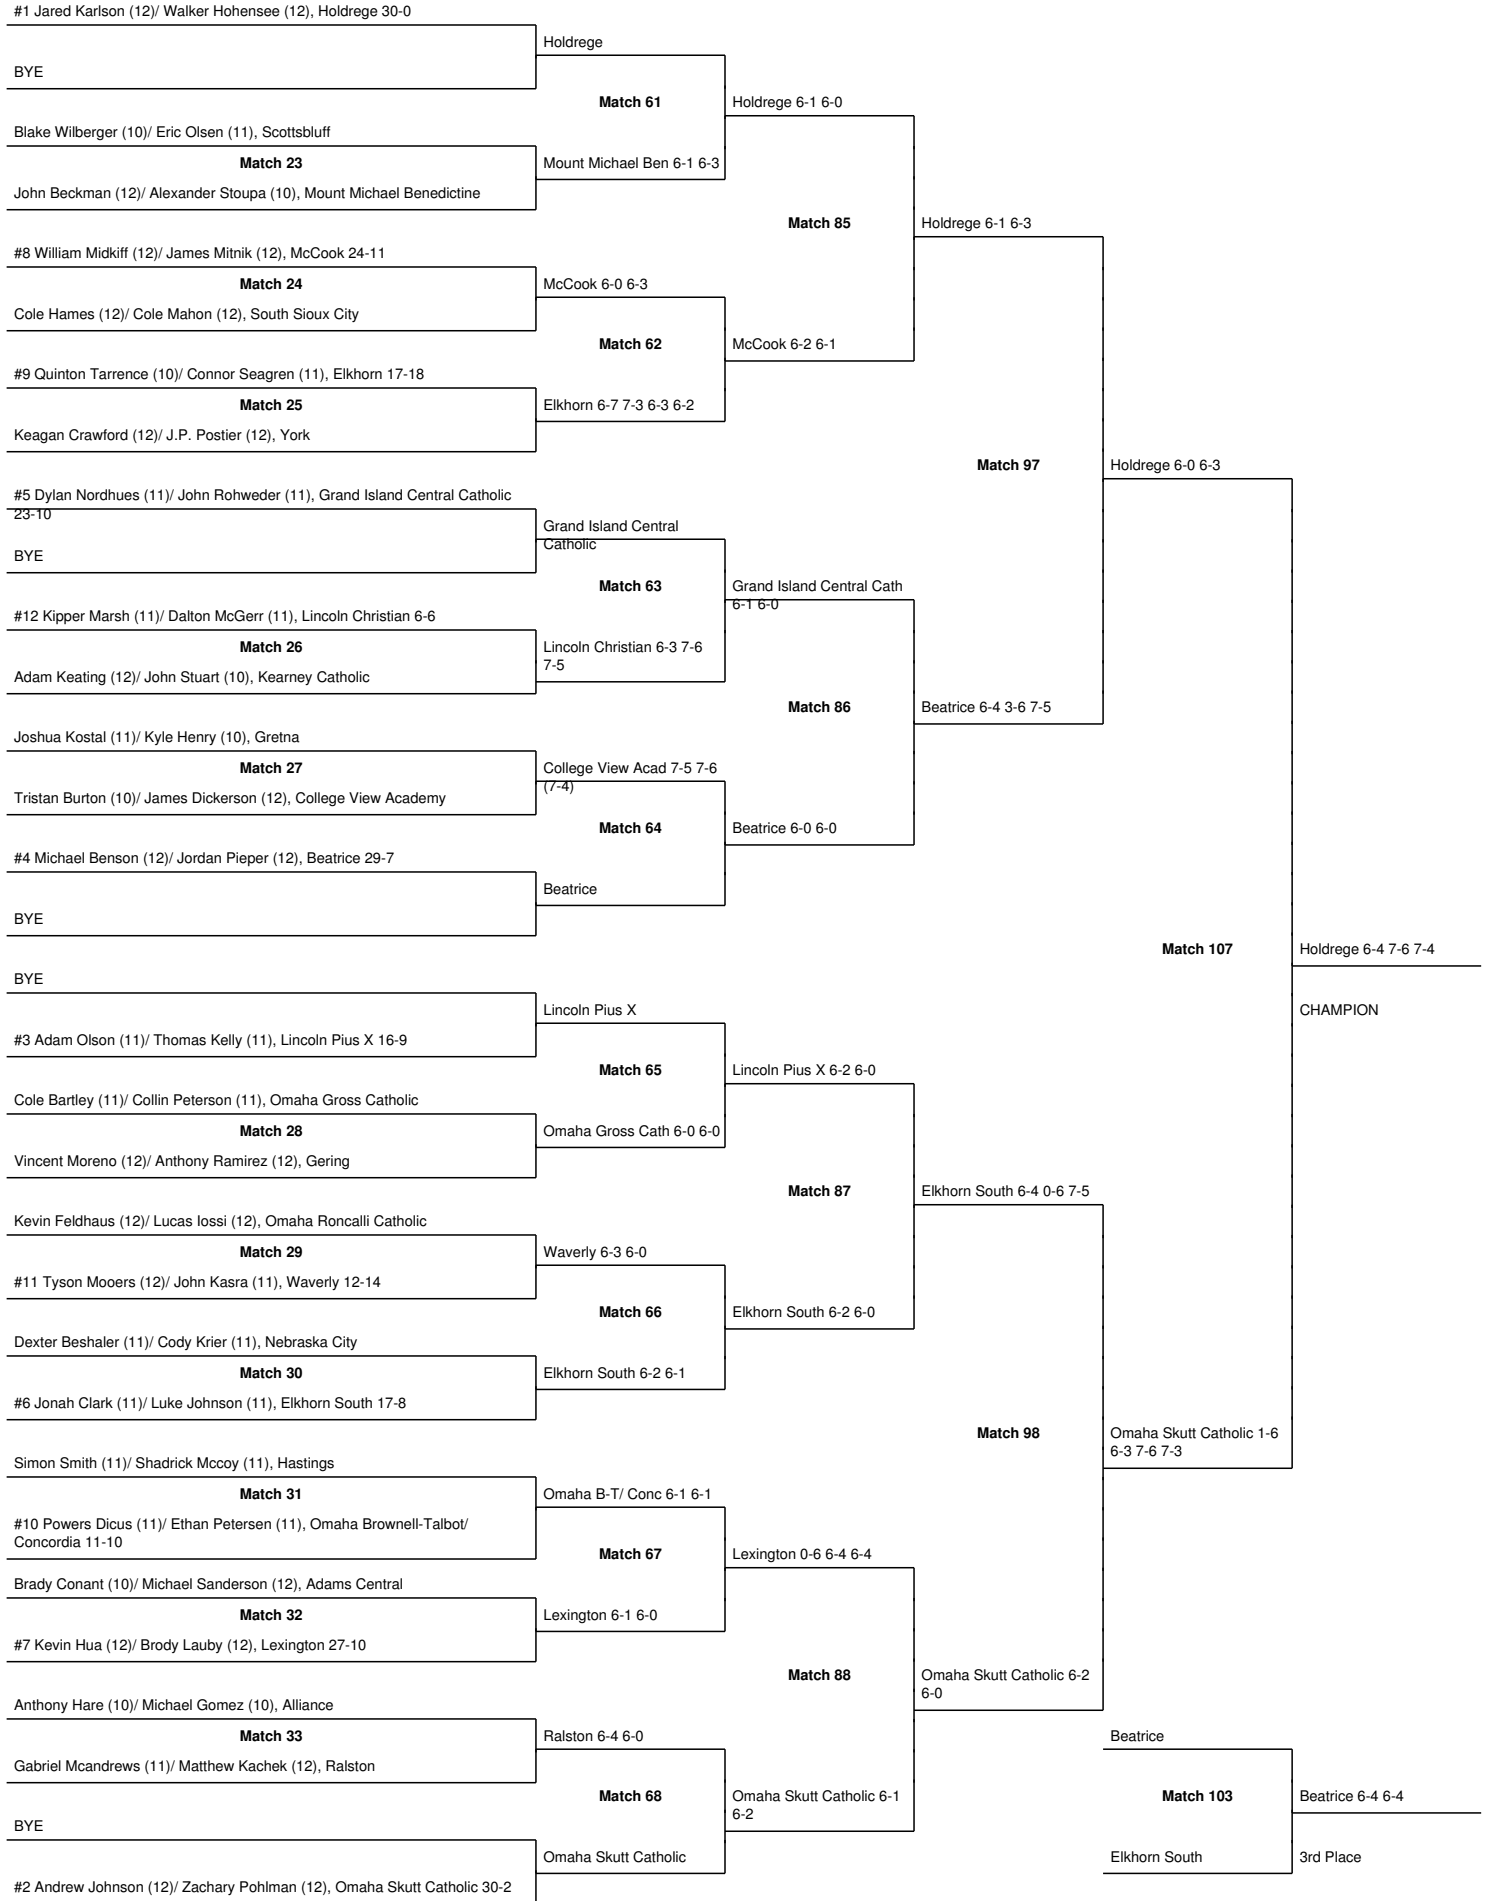 #1 Jared Karlson (12)/ Walker Hohensee (12), Holdrege 30-0
Holdrege
BYE
Match 61
Holdrege 6-1 6-0
Blake Wilberger (10)/ Eric Olsen (11), Scottsbluff
Match 23
Mount Michael Ben 6-1 6-3
John Beckman (12)/ Alexander Stoupa (10), Mount Michael Benedictine
Match 85
Holdrege 6-1 6-3
#8 William Midkiff (12)/ James Mitnik (12), McCook 24-11
Match 24
McCook 6-0 6-3
Cole Hames (12)/ Cole Mahon (12), South Sioux City
Match 62
McCook 6-2 6-1
#9 Quinton Tarrence (10)/ Connor Seagren (11), Elkhorn 17-18
Match 25
Elkhorn 6-7 7-3 6-3 6-2
Keagan Crawford (12)/ J.P. Postier (12), York
Match 97
Holdrege 6-0 6-3
#5 Dylan Nordhues (11)/ John Rohweder (11), Grand Island Central Catholic
23-10
Grand Island Central
Catholic
BYE
Match 63
Grand Island Central Cath
6-1 6-0
#12 Kipper Marsh (11)/ Dalton McGerr (11), Lincoln Christian 6-6
Match 26
Lincoln Christian 6-3 7-6
7-5
Adam Keating (12)/ John Stuart (10), Kearney Catholic
Match 86
Beatrice 6-4 3-6 7-5
Joshua Kostal (11)/ Kyle Henry (10), Gretna
Match 27
College View Acad 7-5 7-6
(7-4)
Tristan Burton (10)/ James Dickerson (12), College View Academy
Match 64
Beatrice 6-0 6-0
#4 Michael Benson (12)/ Jordan Pieper (12), Beatrice 29-7
Beatrice
BYE
Match 107
Holdrege 6-4 7-6 7-4
BYE
Lincoln Pius X
CHAMPION
#3 Adam Olson (11)/ Thomas Kelly (11), Lincoln Pius X 16-9
Match 65
Lincoln Pius X 6-2 6-0
Cole Bartley (11)/ Collin Peterson (11), Omaha Gross Catholic
Match 28
Omaha Gross Cath 6-0 6-0
Vincent Moreno (12)/ Anthony Ramirez (12), Gering
Match 87
Elkhorn South 6-4 0-6 7-5
Kevin Feldhaus (12)/ Lucas Iossi (12), Omaha Roncalli Catholic
Match 29
Waverly 6-3 6-0
#11 Tyson Mooers (12)/ John Kasra (11), Waverly 12-14
Match 66
Elkhorn South 6-2 6-0
Dexter Beshaler (11)/ Cody Krier (11), Nebraska City
Match 30
Elkhorn South 6-2 6-1
#6 Jonah Clark (11)/ Luke Johnson (11), Elkhorn South 17-8
Match 98
Omaha Skutt Catholic 1-6
6-3 7-6 7-3
Simon Smith (11)/ Shadrick Mccoy (11), Hastings
Match 31
Omaha B-T/ Conc 6-1 6-1
#10 Powers Dicus (11)/ Ethan Petersen (11), Omaha Brownell-Talbot/
Concordia 11-10
Match 67
Lexington 0-6 6-4 6-4
Brady Conant (10)/ Michael Sanderson (12), Adams Central
Match 32
Lexington 6-1 6-0
#7 Kevin Hua (12)/ Brody Lauby (12), Lexington 27-10
Match 88
Omaha Skutt Catholic 6-2
6-0
Anthony Hare (10)/ Michael Gomez (10), Alliance
Match 33
Ralston 6-4 6-0
Beatrice
Gabriel Mcandrews (11)/ Matthew Kachek (12), Ralston
Match 68
Omaha Skutt Catholic 6-1
6-2
Match 103
Beatrice 6-4 6-4
BYE
Omaha Skutt Catholic
Elkhorn South
3rd Place
#2 Andrew Johnson (12)/ Zachary Pohlman (12), Omaha Skutt Catholic 30-2